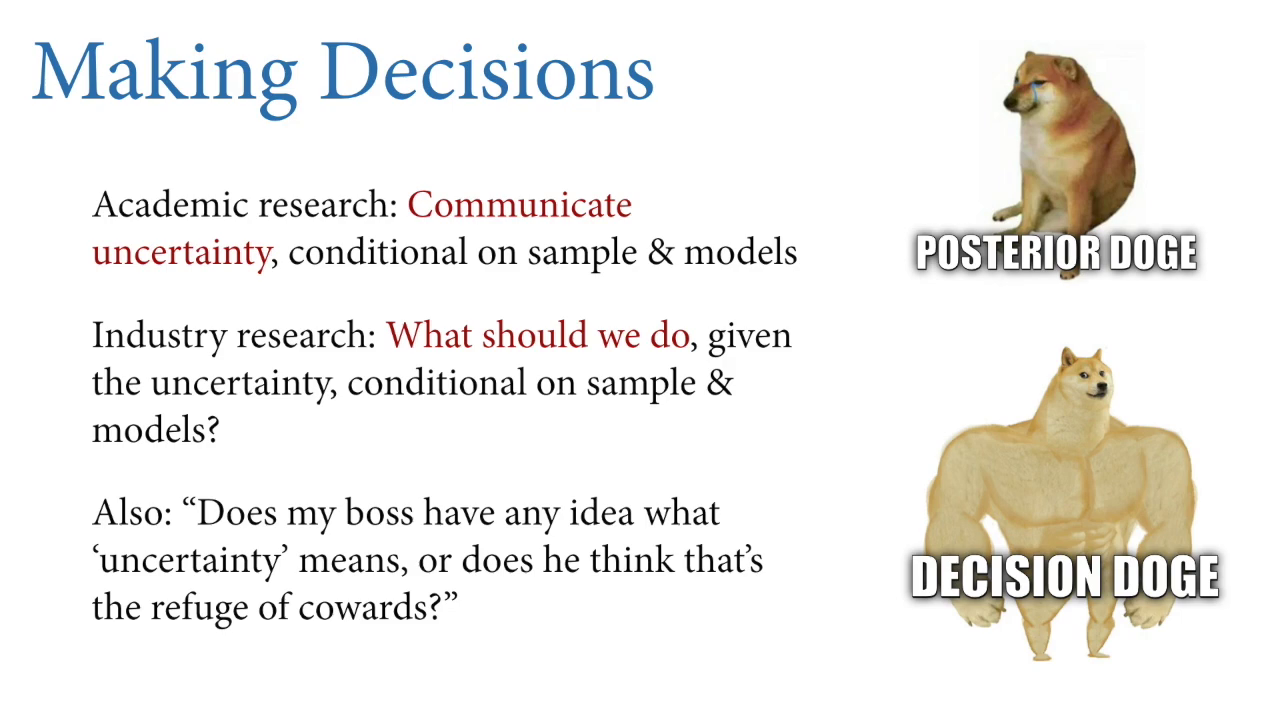 Making Decisions
Academic research: Communicate
uncertainty, conditional on sample & models
Industry research: What should we do, given
the uncertainty, conditional on sample &
models?
Also: “Does my boss have any idea what
‘uncertainty’ means, or does he think that’s
the refuge of cowards?”
POSTERIOR DOGE
DECISION DOGE